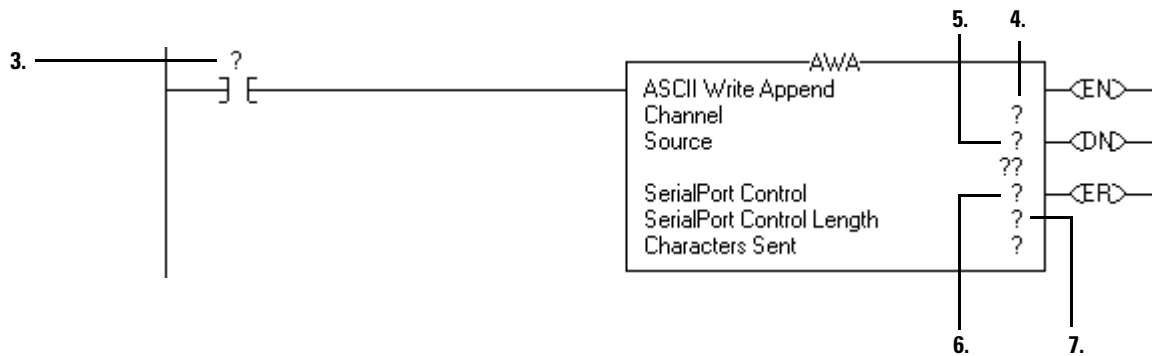 5. 4.
3. ?
AWA
ASCII Write Append EN
Channel ?
Source ? DN
??
SerialPort Control ? ER
SerialPort Control Length ?
Characters Sent ?
6. 7.